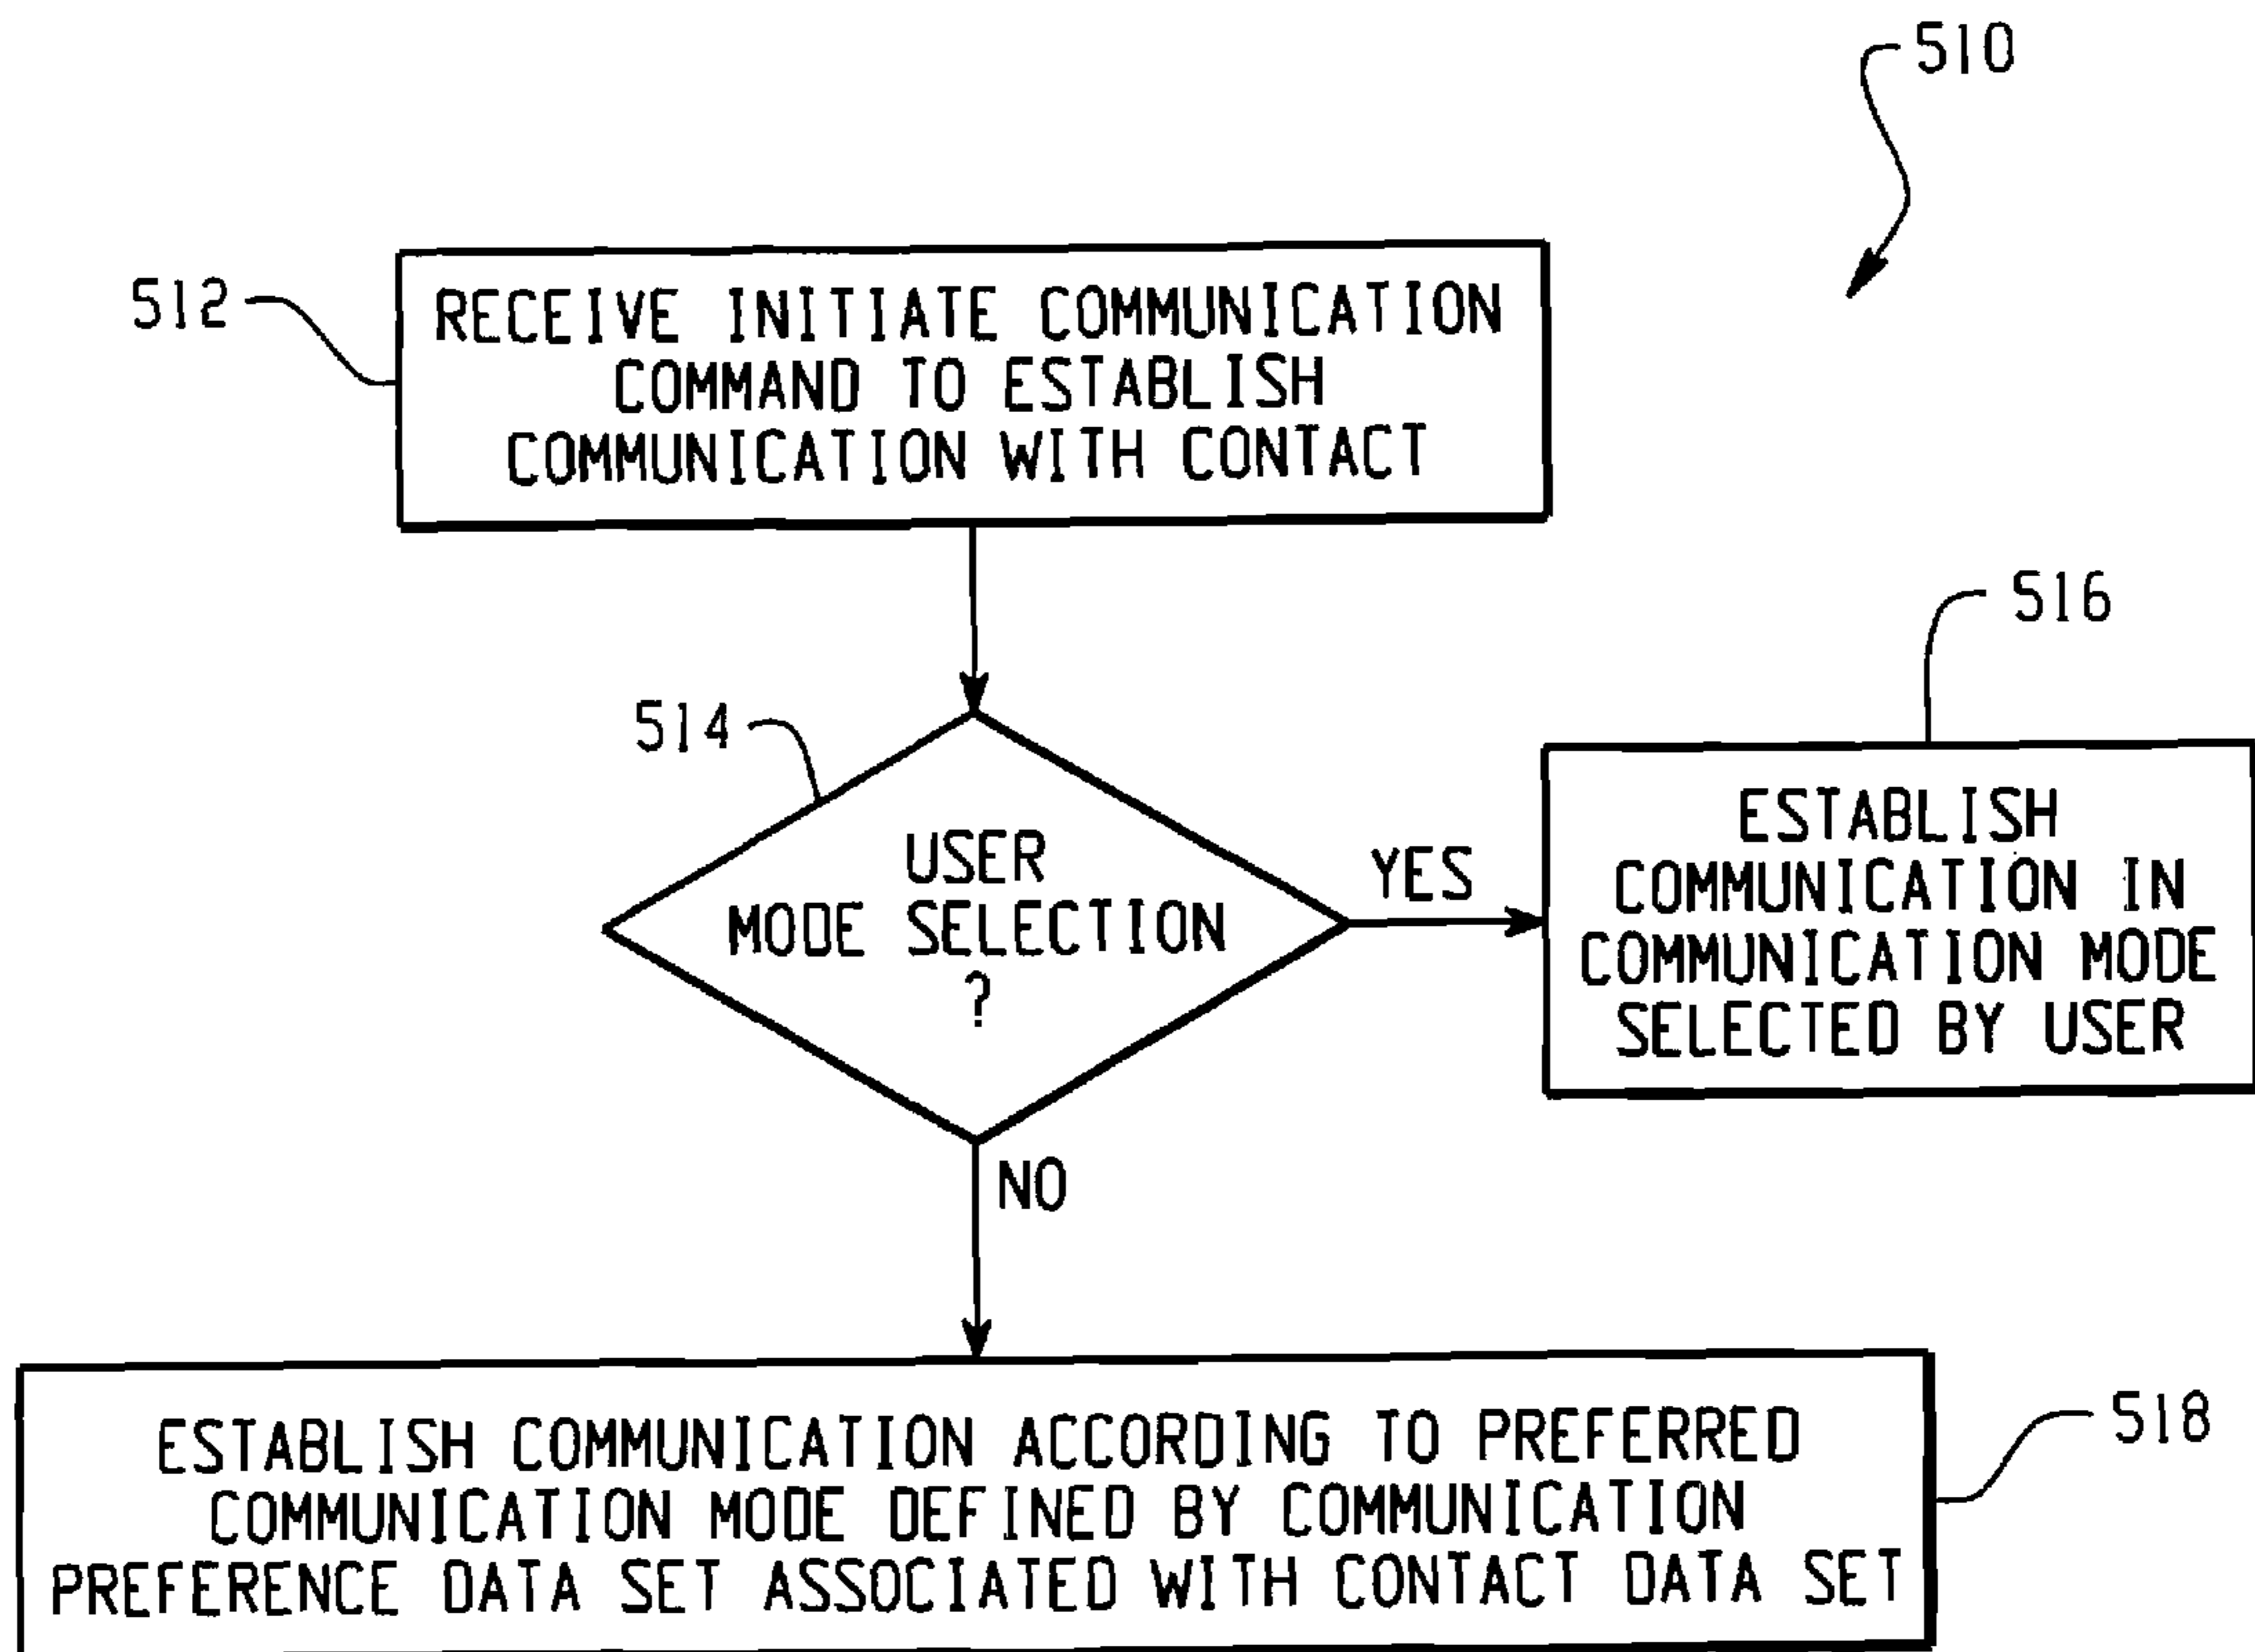 510
512
RECEIVE INITIATE COMMUNICATION
COMMAND TO ESTABLISH
COMMUNICATION WITH CONTACT
514
USER
MODE SELECTION
?
YES
516
ESTABLISH
COMMUNICATION IN
COMMUNICATION MODE
SELECTED BY USER
NO
518
ESTABLISH COMMUNICATION ACCORDING TO PREFERRED
COMMUNICATION MODE DEFINED BY COMMUNICATION
PREFERENCE DATA SET ASSOCIATED WITH CONTACT DATA SET